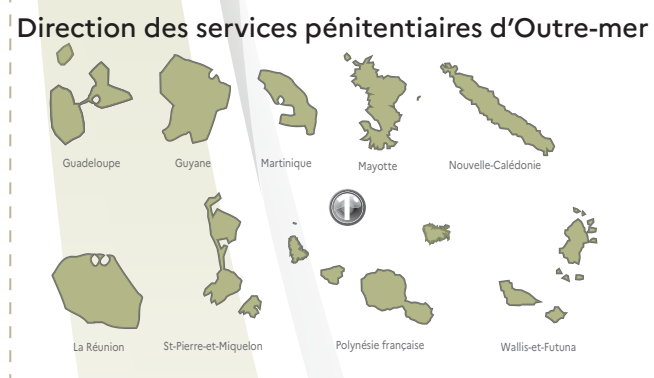 Direction des services pénitentiaires d'Outre-mer
Guadeloupe
Guyane
Martinique
Mayotte
Nouvelle-Calédonie
La Réunion
St-Pierre-et-Miquelon
Polynésie française
Wallis-et-Futuna